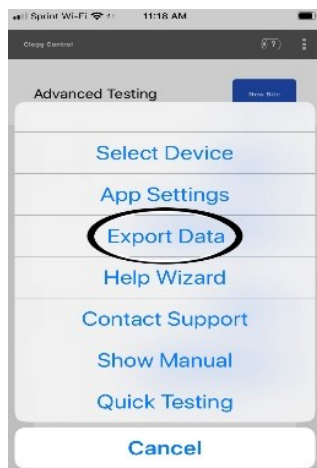 Sprint Wi-Fi 11:18 AM
Clegg Control
(?)
Advanced Testing
New Site
Select Device
App Settings
Export Data
Help Wizard
Contact Support
Show Manual
Quick Testing
Cancel